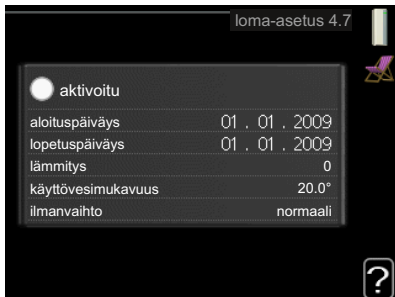 loma-asetus 4.7
aktivoitu
aloituspäiväys 01 . 01 . 2009
lopetuspäiväys 01 . 01 . 2009
lämmitys 0
käyttövesimukavuus 20.0°
ilmanvaihto normaali
?